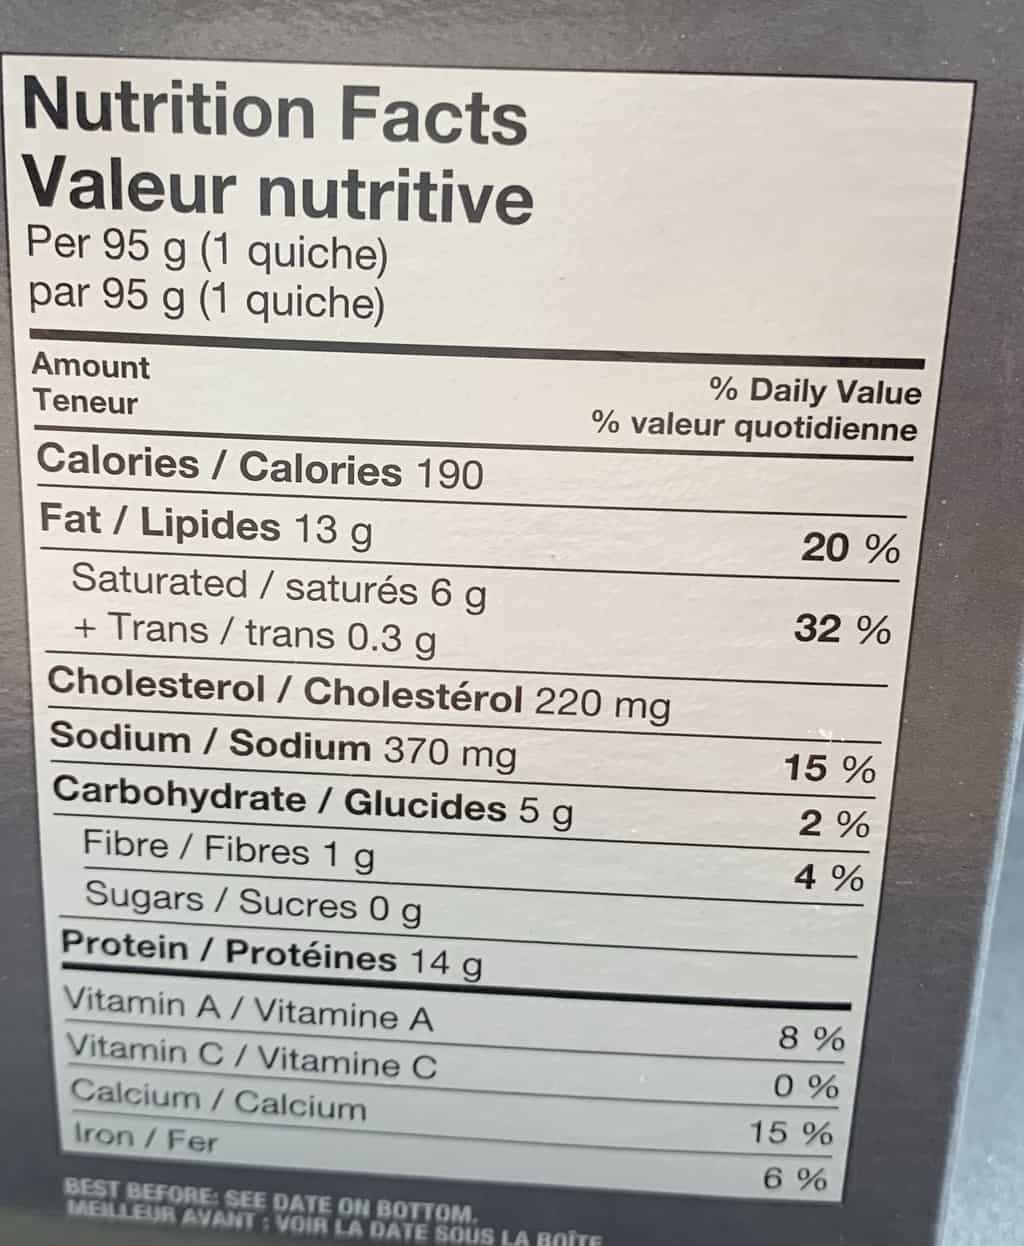 Nutrition Facts
Valeur nutritive
Per 95 g (1 quiche)
par 95 g (1 quiche)
Amount
Teneur
% Daily Value
% valeur quotidienne
Calories / Calories 190
Fat / Lipides 13 g 20 %
Saturated / saturés 6 g
+ Trans / trans 0.3 g 32 %
Cholesterol / Cholestérol 220 mg
Sodium / Sodium 370 mg 15 %
Carbohydrate / Glucides 5 g 2 %
Fibre / Fibres 1 g 4 %
Sugars / Sucres 0 g
Protein / Protéines 14 g
Vitamin A / Vitamine A 8 %
Vitamin C / Vitamine C 0 %
Calcium / Calcium 15 %
Iron / Fer 6 %
BEST BEFORE: SEE DATE ON BOTTOM.
MEILLEUR AVANT : VOIR LA DATE SOUS LA BOÎTE